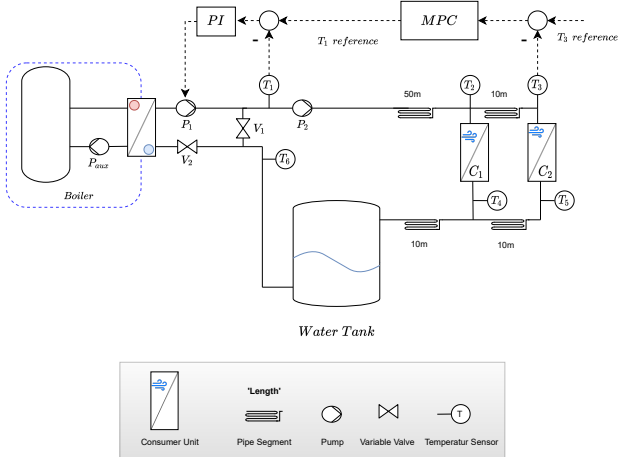 PI
MPC
T₁ reference
T₃ reference
-
-
T₁
T₂
T₃
50m
10m
P₁
P₂
V₁
V₂
Pₐᵤₓ
T₆
C₁
C₂
Boiler
T₄
T₅
10m
10m
Water Tank
'Length'
T
Consumer Unit
Pipe Segment
Pump
Variable Valve
Temperatur Sensor